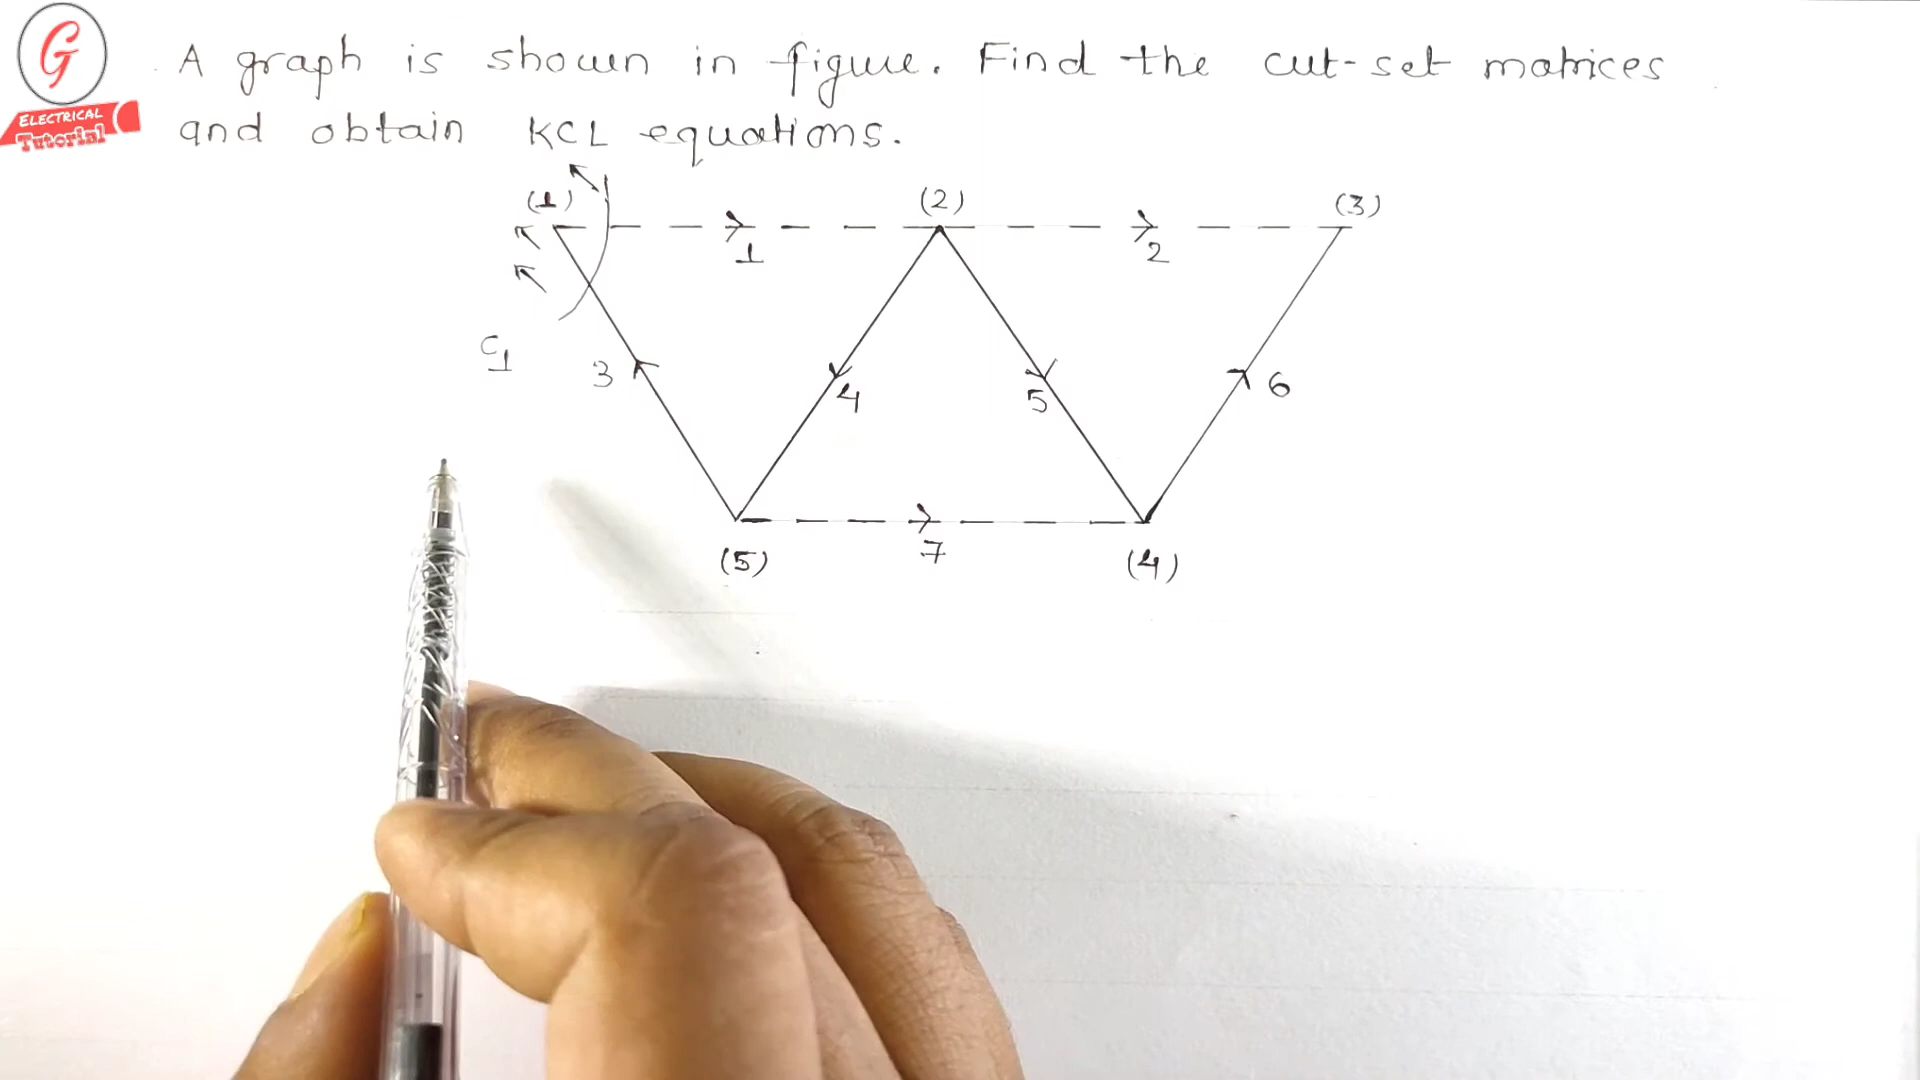 G
ELECTRICAL
Tutorial
A graph is shown in figure. Find the cut-set matrices
and obtain KCL equations.
(1) (2) (3)
1 2
C1 3 4 5 6
7
(5) (4)